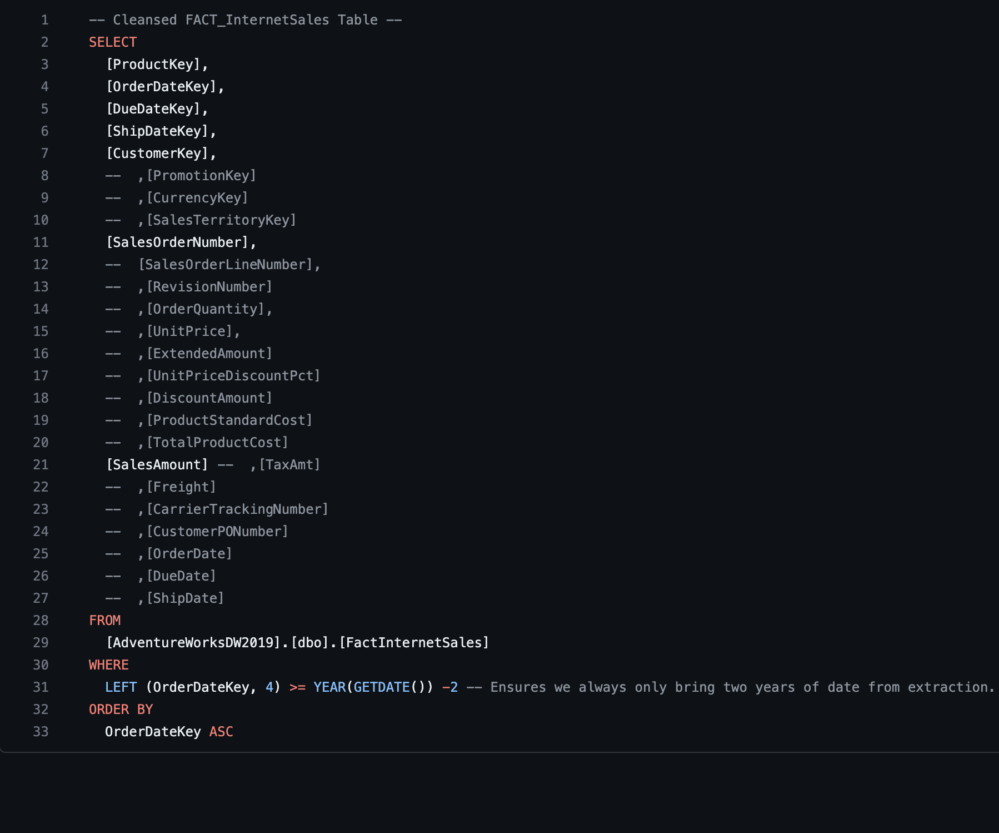 1 -- Cleansed FACT_InternetSales Table --
2 SELECT
3 [ProductKey],
4 [OrderDateKey],
5 [DueDateKey],
6 [ShipDateKey],
7 [CustomerKey],
8 --  ,[PromotionKey]
9 --  ,[CurrencyKey]
10 --  ,[SalesTerritoryKey]
11 [SalesOrderNumber],
12 --  [SalesOrderLineNumber],
13 --  ,[RevisionNumber]
14 --  ,[OrderQuantity],
15 --  ,[UnitPrice],
16 --  ,[ExtendedAmount]
17 --  ,[UnitPriceDiscountPct]
18 --  ,[DiscountAmount]
19 --  ,[ProductStandardCost]
20 --  ,[TotalProductCost]
21 [SalesAmount] --  ,[TaxAmt]
22 --  ,[Freight]
23 --  ,[CarrierTrackingNumber]
24 --  ,[CustomerPONumber]
25 --  ,[OrderDate]
26 --  ,[DueDate]
27 --  ,[ShipDate]
28 FROM
29 [AdventureWorksDW2019].[dbo].[FactInternetSales]
30 WHERE
31 LEFT (OrderDateKey, 4) >= YEAR(GETDATE()) -2 -- Ensures we always only bring two years of date from extraction.
32 ORDER BY
33 OrderDateKey ASC